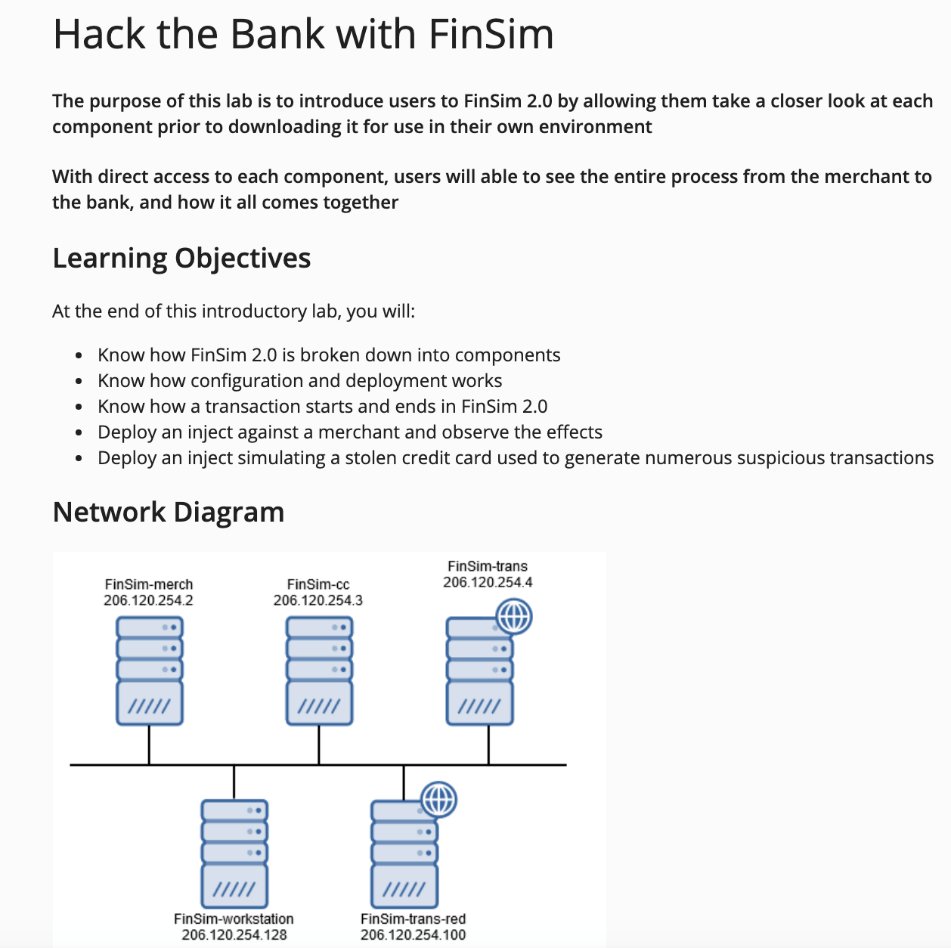 Hack the Bank with FinSim
The purpose of this lab is to introduce users to FinSim 2.0 by allowing them take a closer look at each
component prior to downloading it for use in their own environment
With direct access to each component, users will able to see the entire process from the merchant to
the bank, and how it all comes together
Learning Objectives
At the end of this introductory lab, you will:
• Know how FinSim 2.0 is broken down into components
• Know how configuration and deployment works
• Know how a transaction starts and ends in FinSim 2.0
• Deploy an inject against a merchant and observe the effects
• Deploy an inject simulating a stolen credit card used to generate numerous suspicious transactions
Network Diagram
FinSim-merch
206.120.254.2
FinSim-cc
206.120.254.3
FinSim-trans
206.120.254.4
FinSim-workstation
206.120.254.128
FinSim-trans-red
206.120.254.100